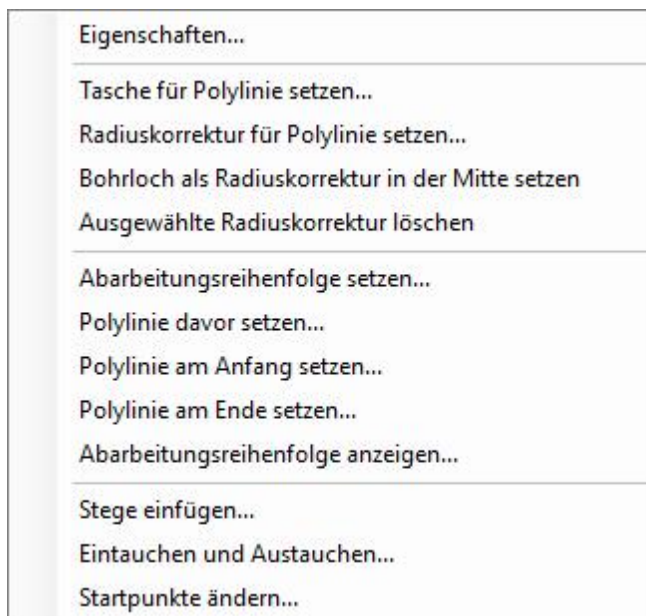 Eigenschaften...
Tasche für Polylinie setzen...
Radiuskorrektur für Polylinie setzen...
Bohrloch als Radiuskorrektur in der Mitte setzen
Ausgewählte Radiuskorrektur löschen
Abarbeitungsreihenfolge setzen...
Polylinie davor setzen...
Polylinie am Anfang setzen...
Polylinie am Ende setzen...
Abarbeitungsreihenfolge anzeigen...
Stege einfügen...
Eintauchen und Austauchen...
Startpunkte ändern...